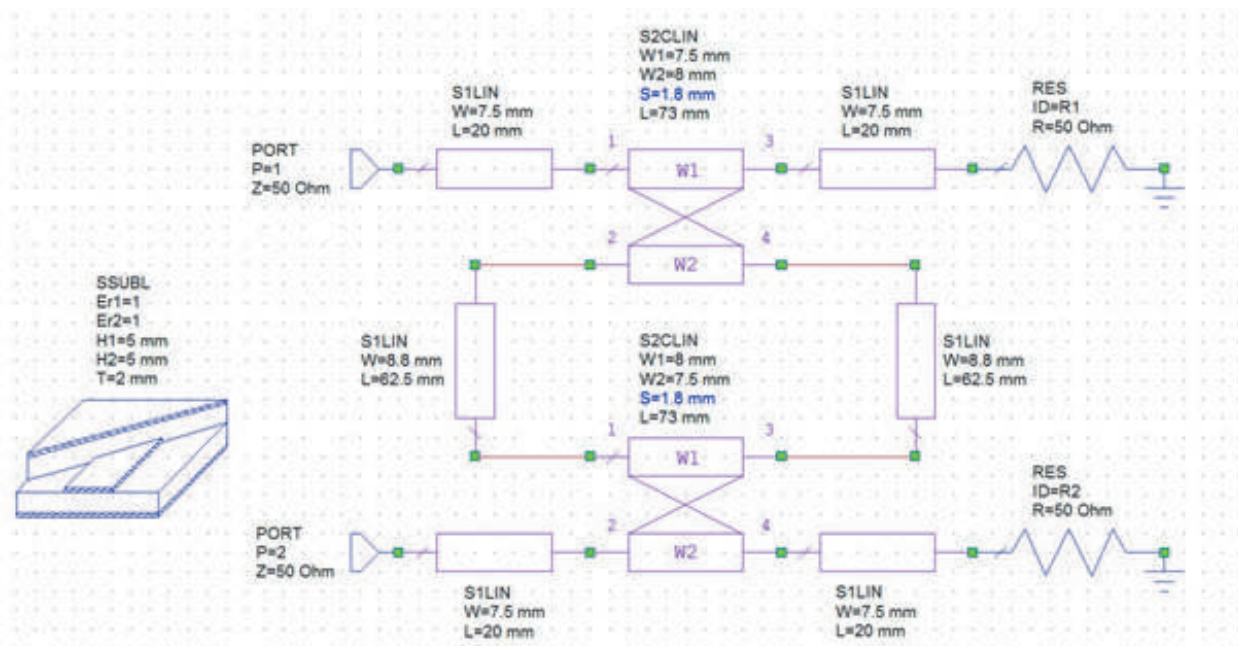 S2CLIN
W1=7.5 mm
W2=8 mm
S=1.8 mm
L=73 mm
S1LIN
W=7.5 mm
L=20 mm
S1LIN
W=7.5 mm
L=20 mm
RES
ID=R1
R=50 Ohm
PORT
P=1
Z=50 Ohm
1
3
W1
2
4
W2
SSUBL
Er1=1
Er2=1
H1=5 mm
H2=5 mm
T=2 mm
S1LIN
W=8.8 mm
L=62.5 mm
S2CLIN
W1=8 mm
W2=7.5 mm
S=1.8 mm
L=73 mm
S1LIN
W=8.8 mm
L=62.5 mm
1
3
W1
2
4
W2
RES
ID=R2
R=50 Ohm
PORT
P=2
Z=50 Ohm
S1LIN
W=7.5 mm
L=20 mm
S1LIN
W=7.5 mm
L=20 mm